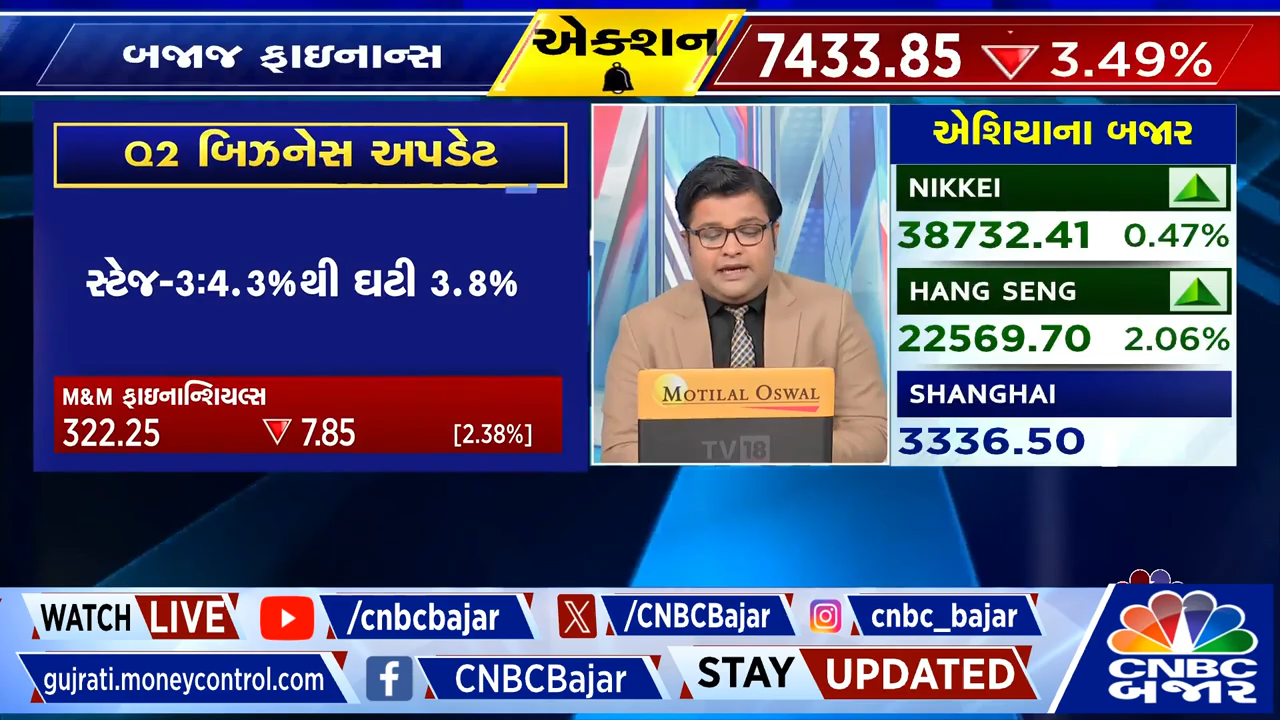 બજાજ ફાઇનાન્સ
એક્શન
7433.85 3.49%
Q2 બિઝનેસ અપડેટ
સ્ટેજ-3:4.3%થી ઘટી 3.8%
M&M ફાઇનાન્શિયલ્સ
322.25 7.85 [2.38%]
MOTILAL OSWAL
TV18
એશિયાના બજાર
NIKKEI
38732.41 0.47%
HANG SENG
22569.70 2.06%
SHANGHAI
3336.50
WATCH LIVE /cnbcbajar /CNBCBajar cnbc_bajar
gujrati.moneycontrol.com CNBCBajar STAY UPDATED
CNBC
બજાર